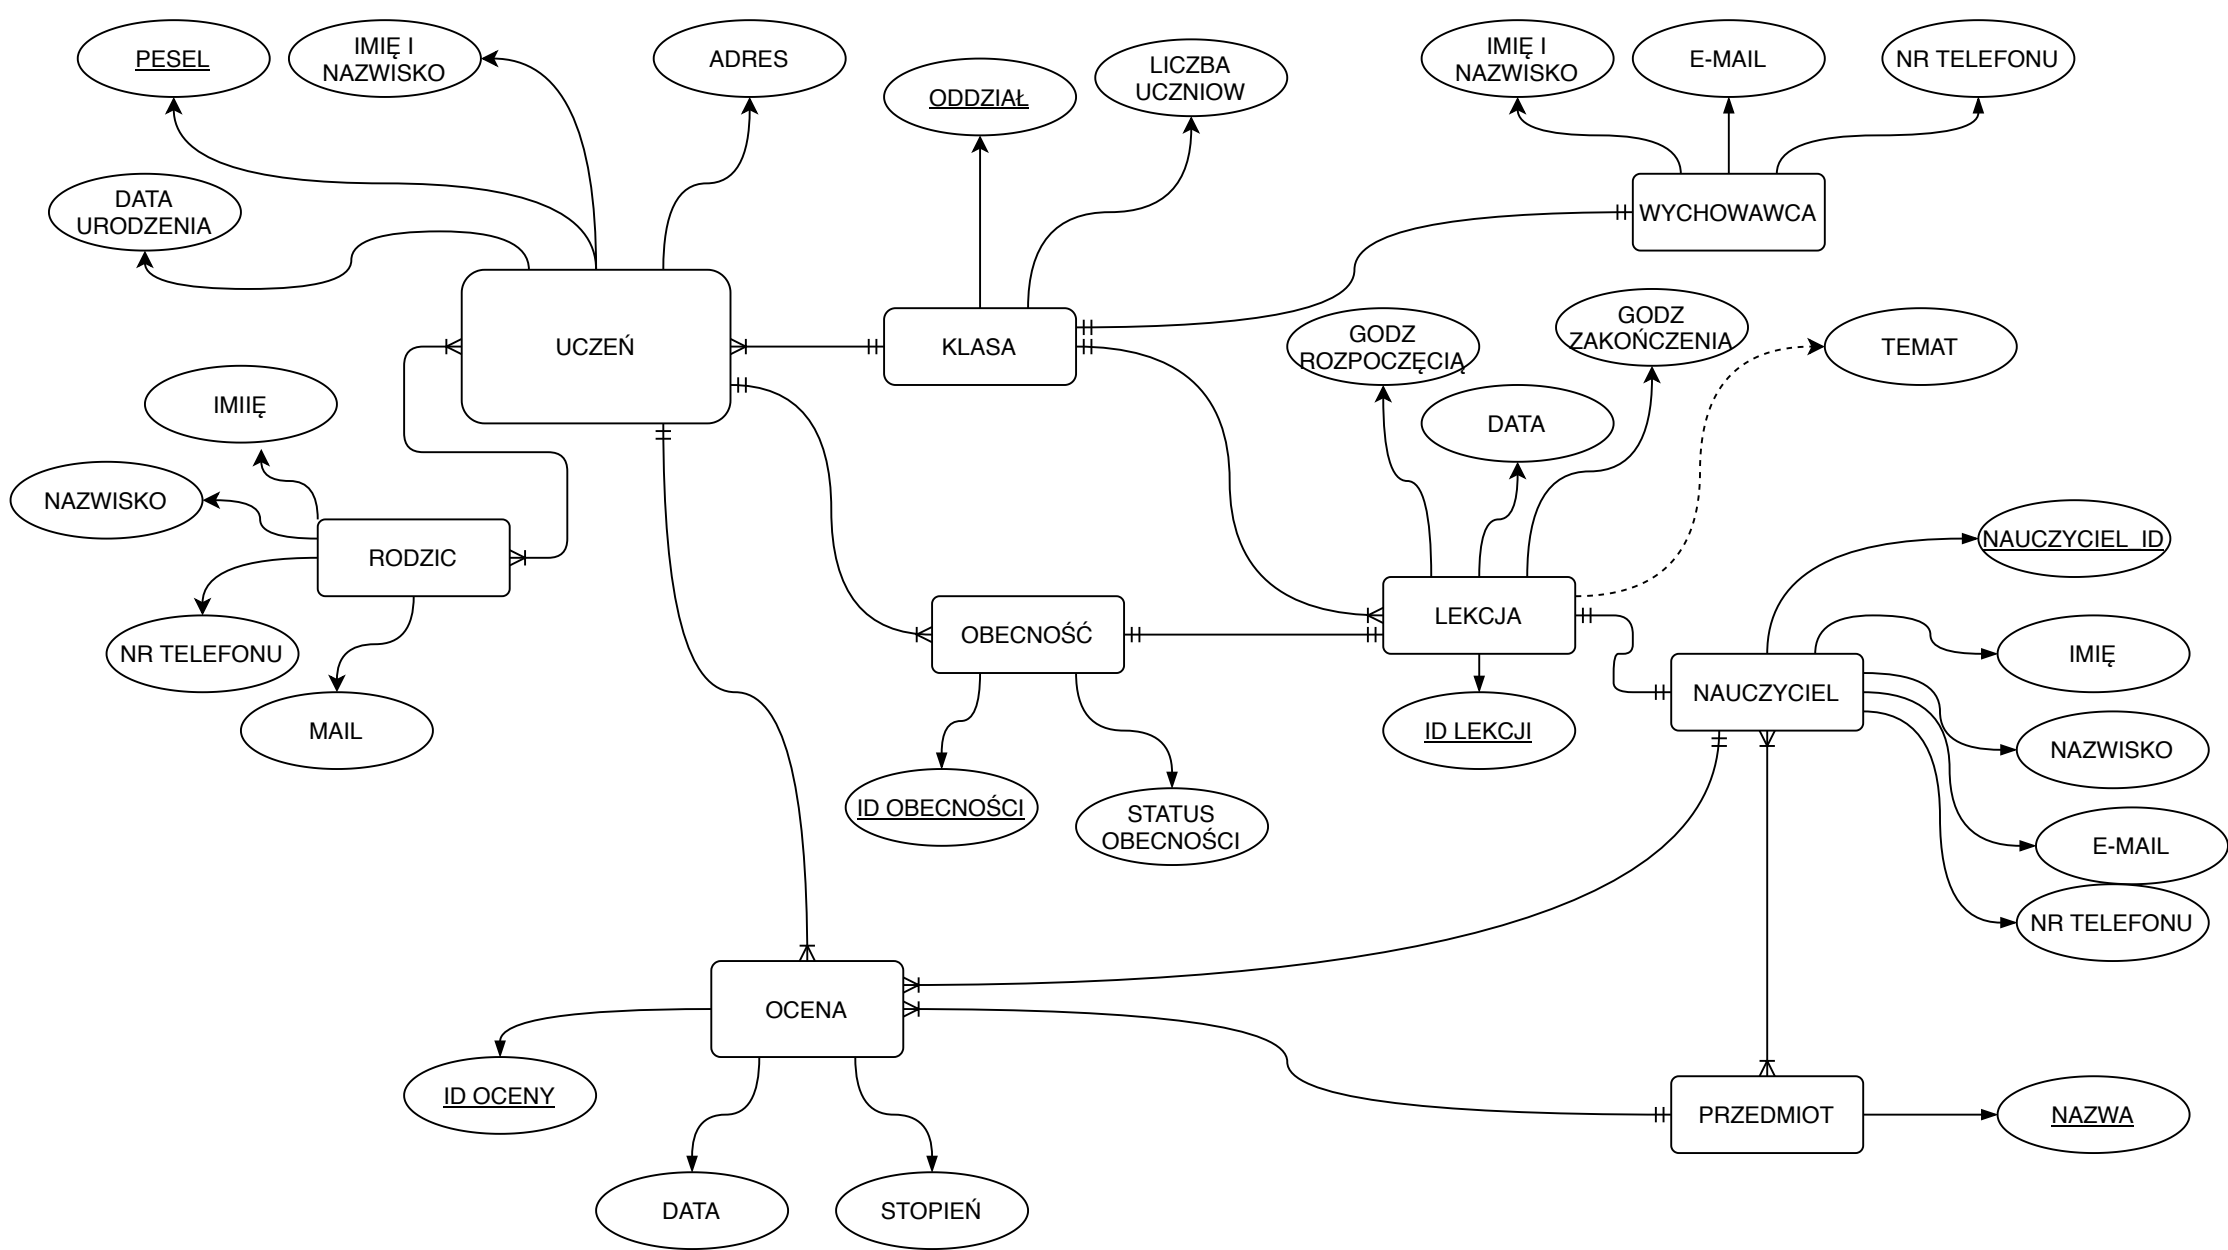 PESEL
IMIĘ I
NAZWISKO
ADRES
ODDZIAŁ
LICZBA
UCZNIOW
IMIĘ I
NAZWISKO
E-MAIL
NR TELEFONU
DATA
URODZENIA
WYCHOWAWCA
UCZEŃ
KLASA
GODZ
ROZPOCZĘCIĄ
GODZ
ZAKOŃCZENIA
TEMAT
IMIIĘ
DATA
NAZWISKO
RODZIC
NAUCZYCIEL_ID
NR TELEFONU
OBECNOŚĆ
LEKCJA
IMIĘ
MAIL
ID LEKCJI
NAUCZYCIEL
NAZWISKO
ID OBECNOŚCI
STATUS
OBECNOŚCI
E-MAIL
NR TELEFONU
OCENA
ID OCENY
PRZEDMIOT
NAZWA
DATA
STOPIEŃ